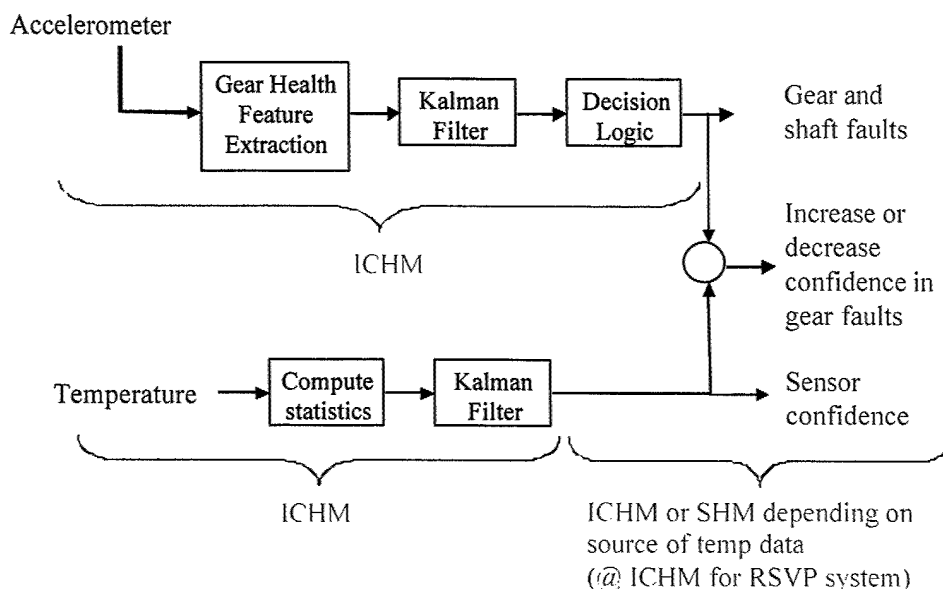 Accelerometer
Gear Health
Feature
Extraction
Kalman
Filter
Decision
Logic
Gear and
shaft faults
ICHM
Increase or
decrease
confidence in
gear faults
Temperature
Compute
statistics
Kalman
Filter
Sensor
confidence
ICHM
ICHM or SHM depending on
source of temp data
(@ ICHM for RSVP system)